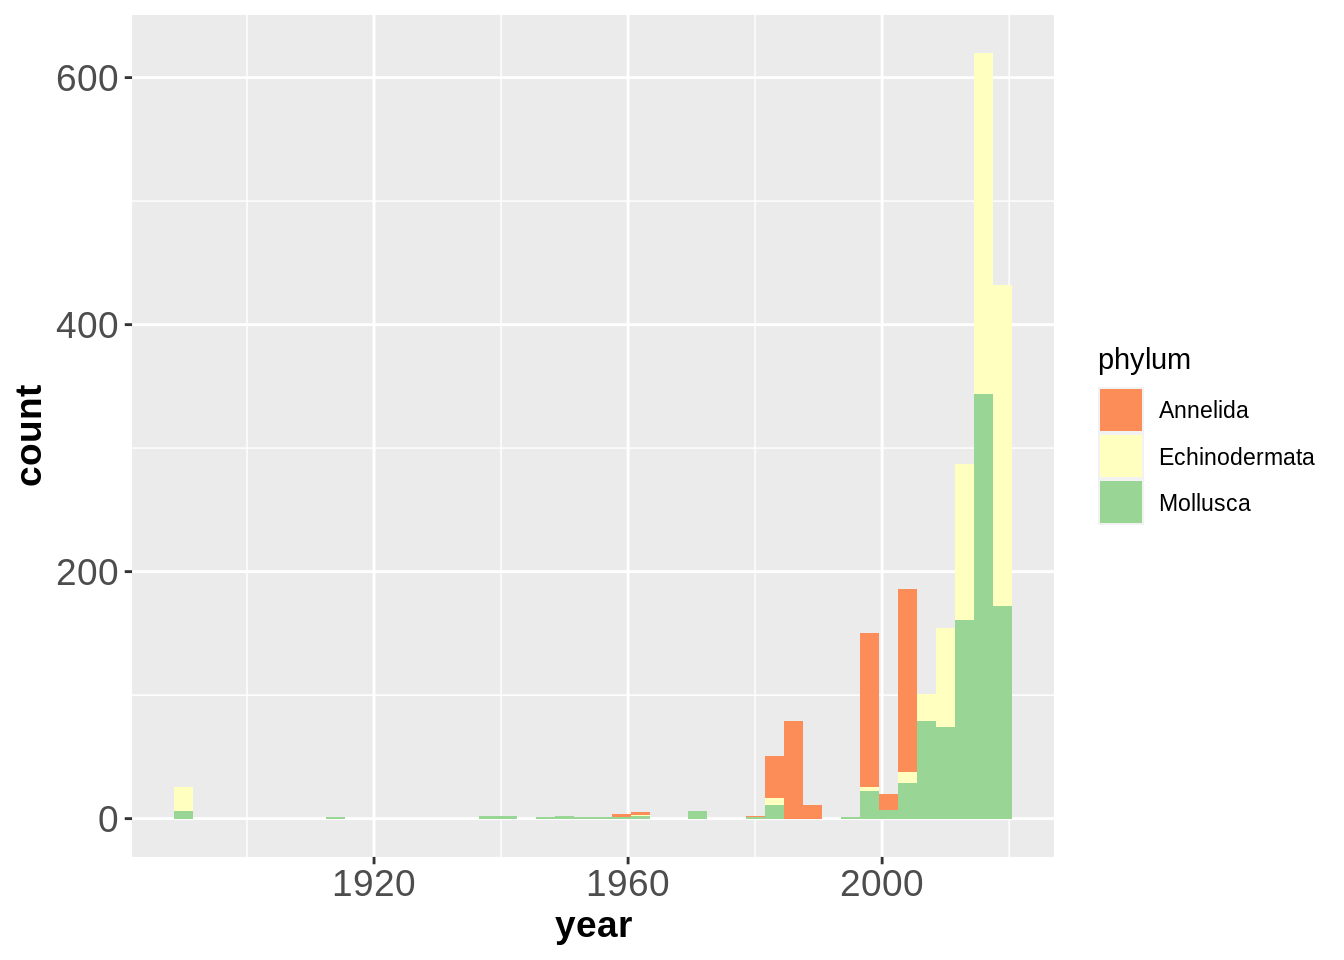 600
400
200
0
count
1920
1960
2000
year
phylum
Annelida
Echinodermata
Mollusca